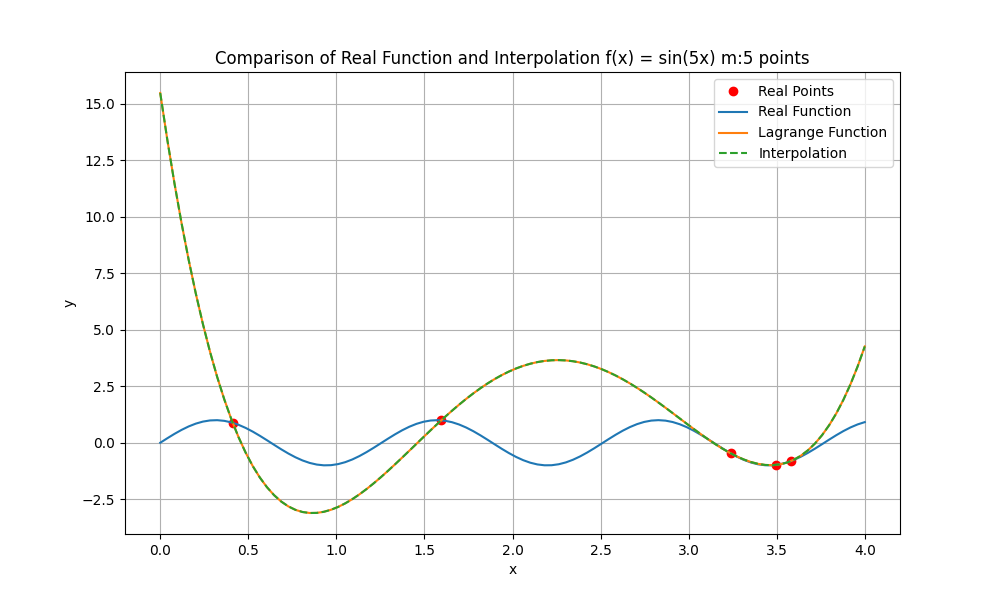 Comparison of Real Function and Interpolation f(x) = sin(5x) m:5 points
15.0
12.5
10.0
7.5
5.0
2.5
0.0
−2.5
y
Real Points
Real Function
Lagrange Function
Interpolation
0.0 0.5 1.0 1.5 2.0 2.5 3.0 3.5 4.0
x